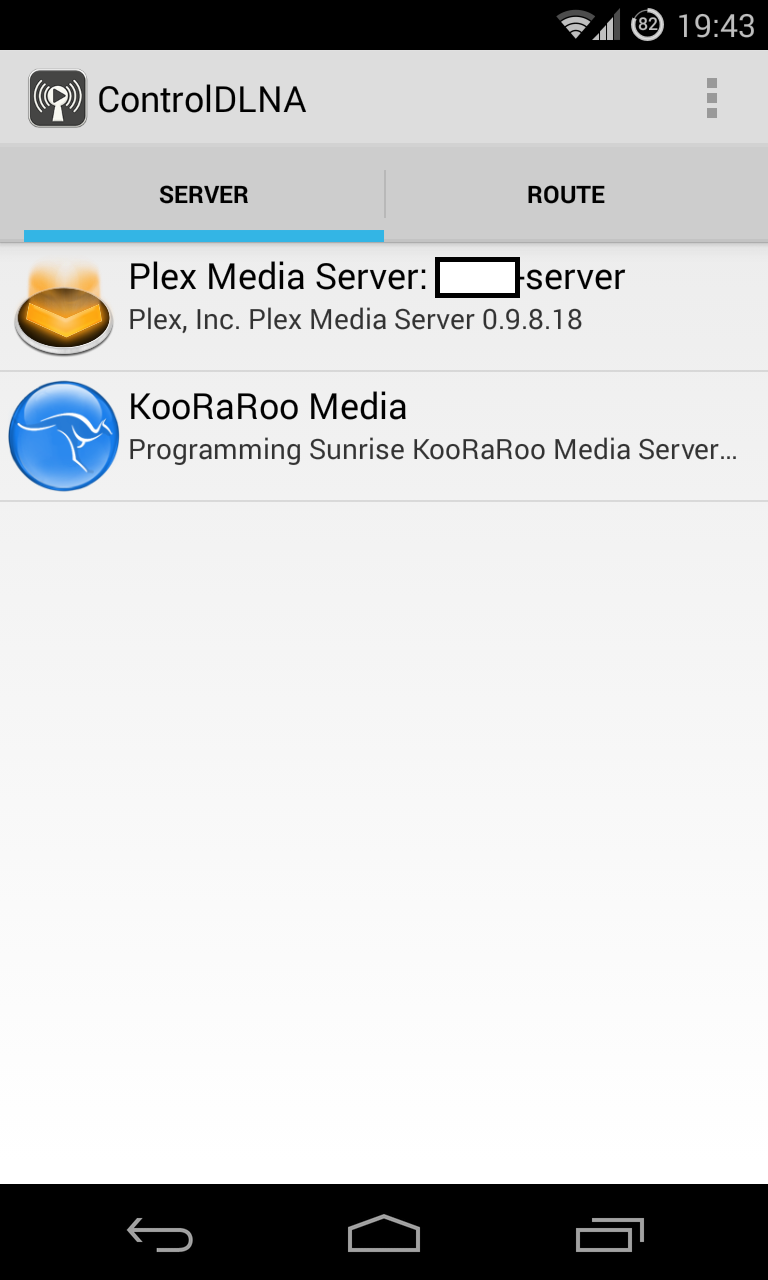 82 19:43
ControlDLNA
SERVER ROUTE
Plex Media Server: -server
Plex, Inc. Plex Media Server 0.9.8.18
KooRaRoo Media
Programming Sunrise KooRaRoo Media Server...